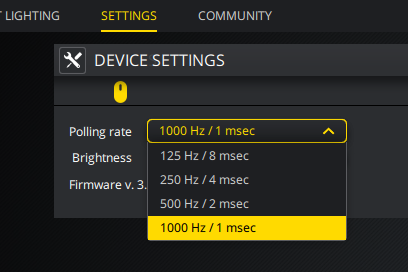 T LIGHTING SETTINGS COMMUNITY
DEVICE SETTINGS
Polling rate 1000 Hz / 1 msec
125 Hz / 8 msec
Brightness
250 Hz / 4 msec
Firmware v. 3.
500 Hz / 2 msec
1000 Hz / 1 msec